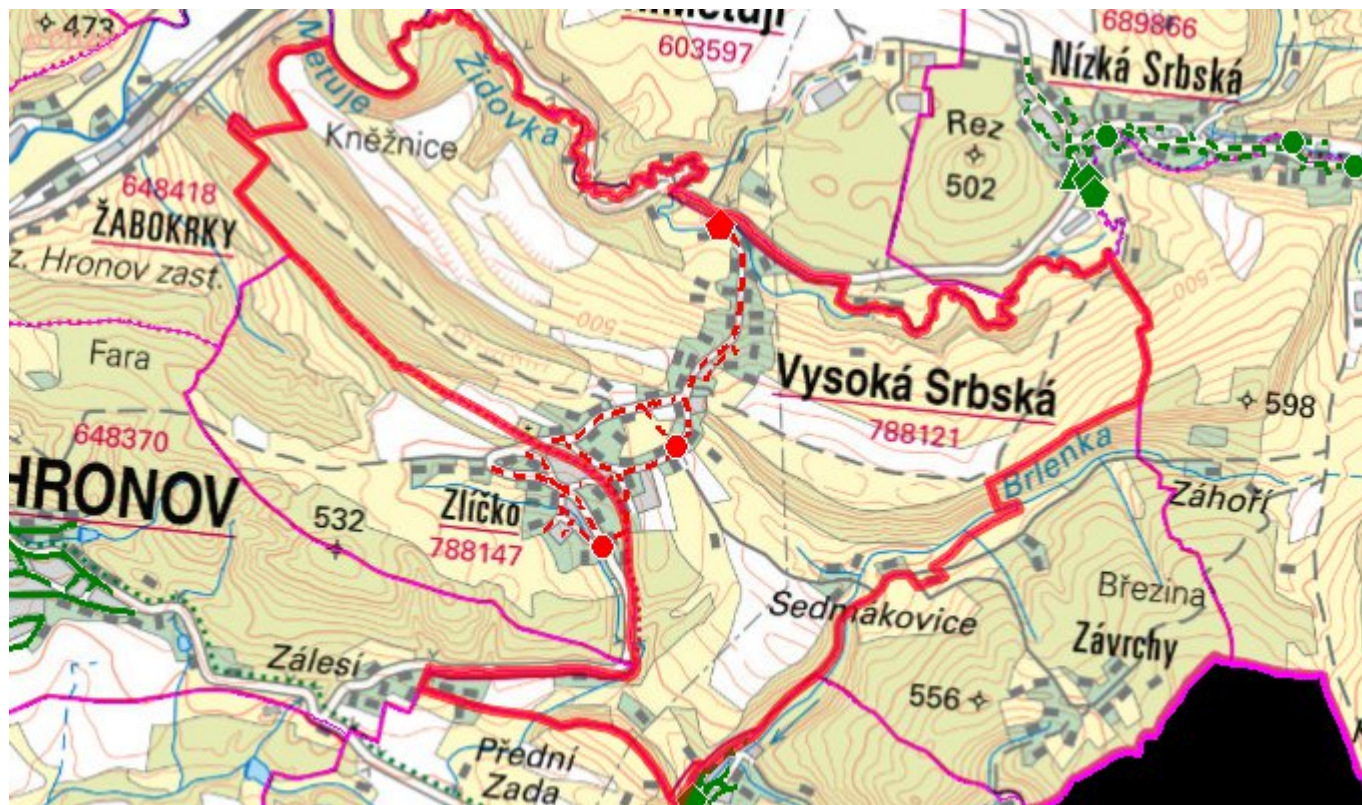 473
Metuje
Židovka
603597
689866
Nízká Srbská
Rez
502
Kněžnice
648418
ŽABOKRKY
z. Hronov zast.
500
500
Fara
Vysoká Srbská
788121
598
648370
HRONOV
Brlenka
Záhoří
532
Zlíčko
788147
Březina
Sedmakovice
Závrchy
Zálesí
556
Přední
Zada